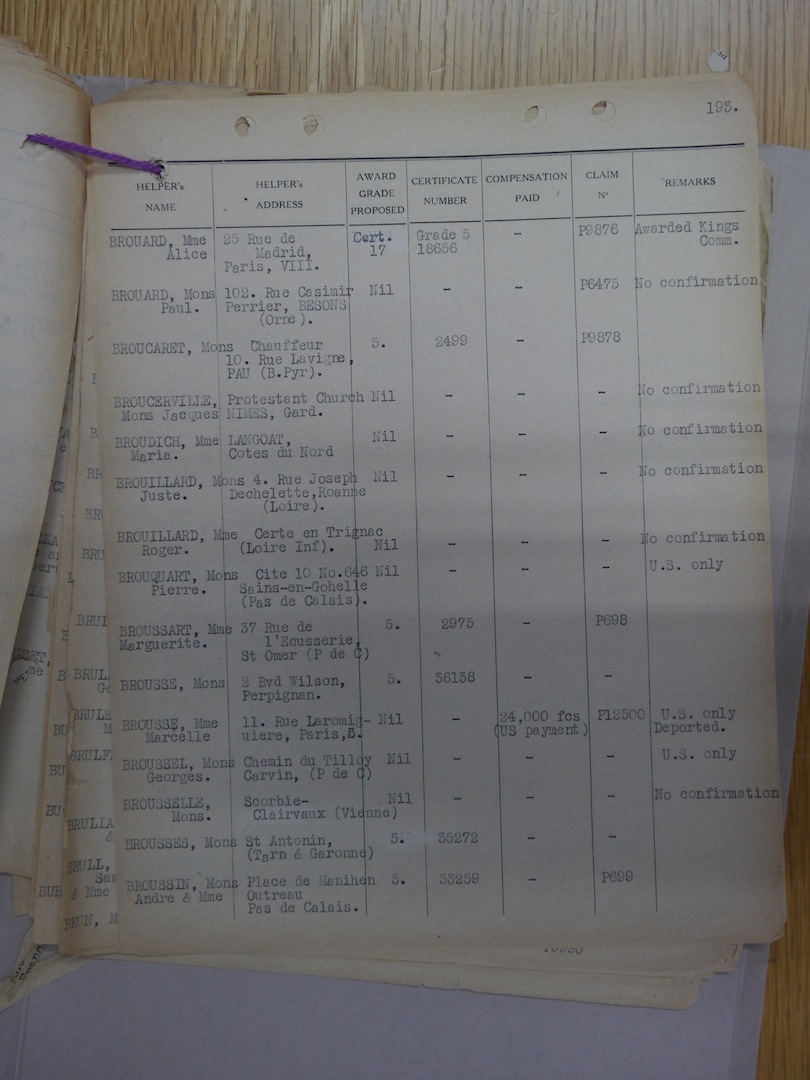 193.
HELPER's NAME HELPER's ADDRESS AWARD GRADE PROPOSED CERTIFICATE NUMBER COMPENSATION PAID CLAIM Nº REMARKS
BROUARD, Mme 25 Rue de Cert. Grade 5 - P9876 Awarded Kings
Alice Madrid, 17 18656 Comm.
Paris, VIII.
BROUARD, Mons 102. Rue Casimir Nil - - P6475 No confirmation
Paul. Perrier, BESONS
(Orne).
BROUCARET, Mons Chauffeur 5. 2499 - P9878
10. Rue Lavigne,
PAU (B.Pyr).
BROUCERVILLE, Protestant Church Nil - - - No confirmation
Mons Jacques NIMES, Gard.
BROUDICH, Mme LANGOAT, Nil - - - No confirmation
Maria. Cotes du Nord
BROUILLARD, Mons 4. Rue Joseph Nil - - - No confirmation
Juste. Dechelette,Roanne
(Loire).
BROUILLARD, Mme Certe en Trignac - - - No confirmation
Roger. (Loire Inf). Nil
BROUQUART, Mons Cite 10 No.646 Nil - - - U.S. only
Pierre. Sains-en-Gohelle
(Pas de Calais).
BROUSSART, Mme 37 Rue de 5. 2975 - P698
Marguerite. l'Ecusserie,
St Omer (P de C)
BROUSSE, Mons 2 Bvd Wilson, 5. 36138 - -
Perpignan.
BROUSSE, Mme 11. Rue Laromig- Nil - 24,000 fcs P12500 U.S. only
Marcelle uiere, Paris,5. (US payment) Deported.
BROUSSEL, Mons Chemin du Tilloy Nil - - - U.S. only
Georges. Carvin, (P de C)
BROUSSELLE, Scorbie- Nil - - - No confirmation
Mons. Clairvaux (Vienne)
BROUSSES, Mons St Antonin, 5. 35272 - -
(Tarn & Garonne)
BROUSSIN, Mons Place de Manihen 5. 33259 - P699
Andre & Mme Outreau
Pas de Calais.